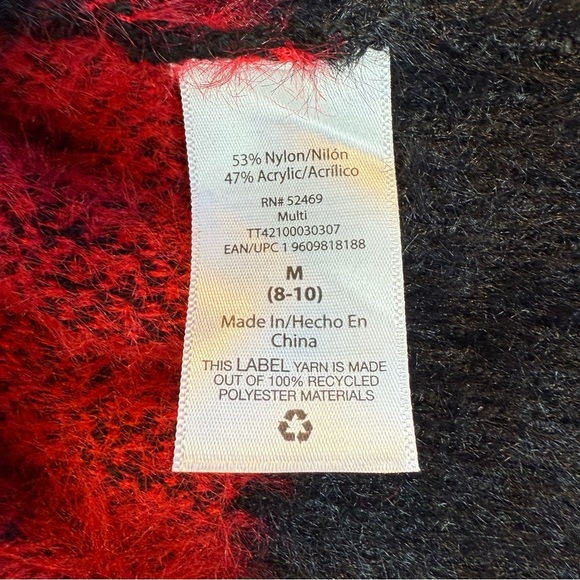 53% Nylon/Nilón
47% Acrylic/Acrílico
RN# 52469
Multi
TT42100030307
EAN/UPC 1 9609818188
M
(8-10)
Made In/Hecho En
China
THIS LABEL YARN IS MADE
OUT OF 100% RECYCLED
POLYESTER MATERIALS